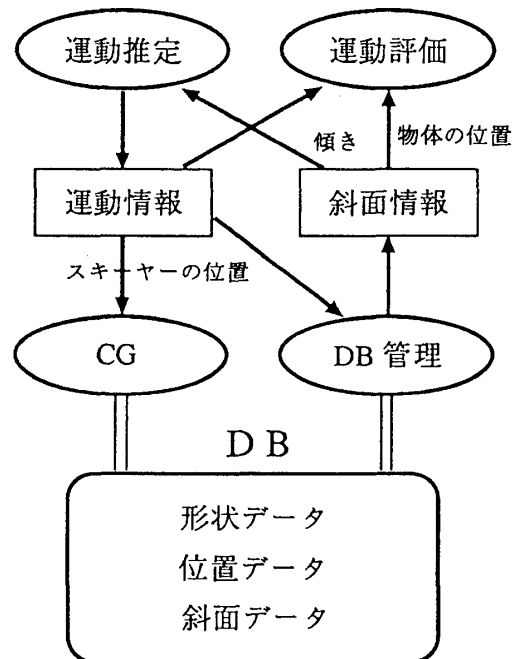 運動推定
運動評価
傾き
物体の位置
運動情報
斜面情報
スキーヤーの位置
CG
DB 管理
DB
形状データ
位置データ
斜面データ